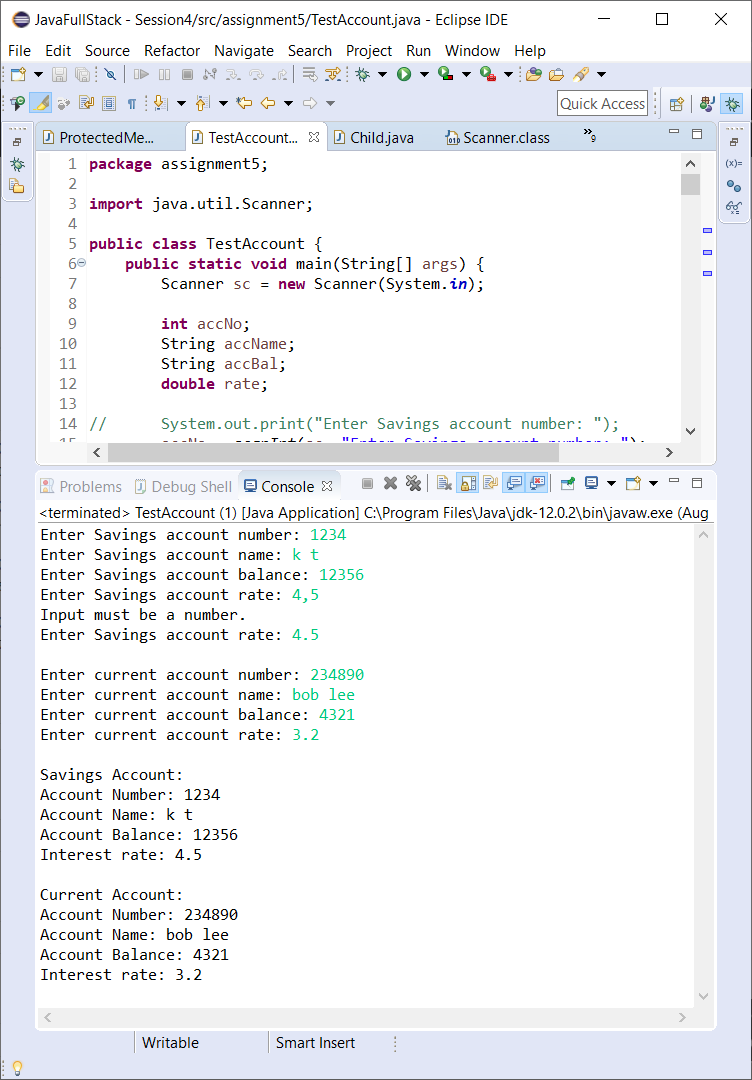 JavaFullStack - Session4/src/assignment5/TestAccount.java - Eclipse IDE
File Edit Source Refactor Navigate Search Project Run Window Help
Quick Access
ProtectedMe... TestAccount... Child.java Scanner.class »9
1 package assignment5;
2
3 import java.util.Scanner;
4
5 public class TestAccount {
6 public static void main(String[] args) {
7 Scanner sc = new Scanner(System.in);
8
9 int accNo;
10 String accName;
11 String accBal;
12 double rate;
13
14 // System.out.print("Enter Savings account number: ");
Problems Debug Shell Console
<terminated> TestAccount (1) [Java Application] C:\Program Files\Java\jdk-12.0.2\bin\javaw.exe (Aug
Enter Savings account number: 1234
Enter Savings account name: k t
Enter Savings account balance: 12356
Enter Savings account rate: 4,5
Input must be a number.
Enter Savings account rate: 4.5
Enter current account number: 234890
Enter current account name: bob lee
Enter current account balance: 4321
Enter current account rate: 3.2
Savings Account:
Account Number: 1234
Account Name: k t
Account Balance: 12356
Interest rate: 4.5
Current Account:
Account Number: 234890
Account Name: bob lee
Account Balance: 4321
Interest rate: 3.2
Writable Smart Insert